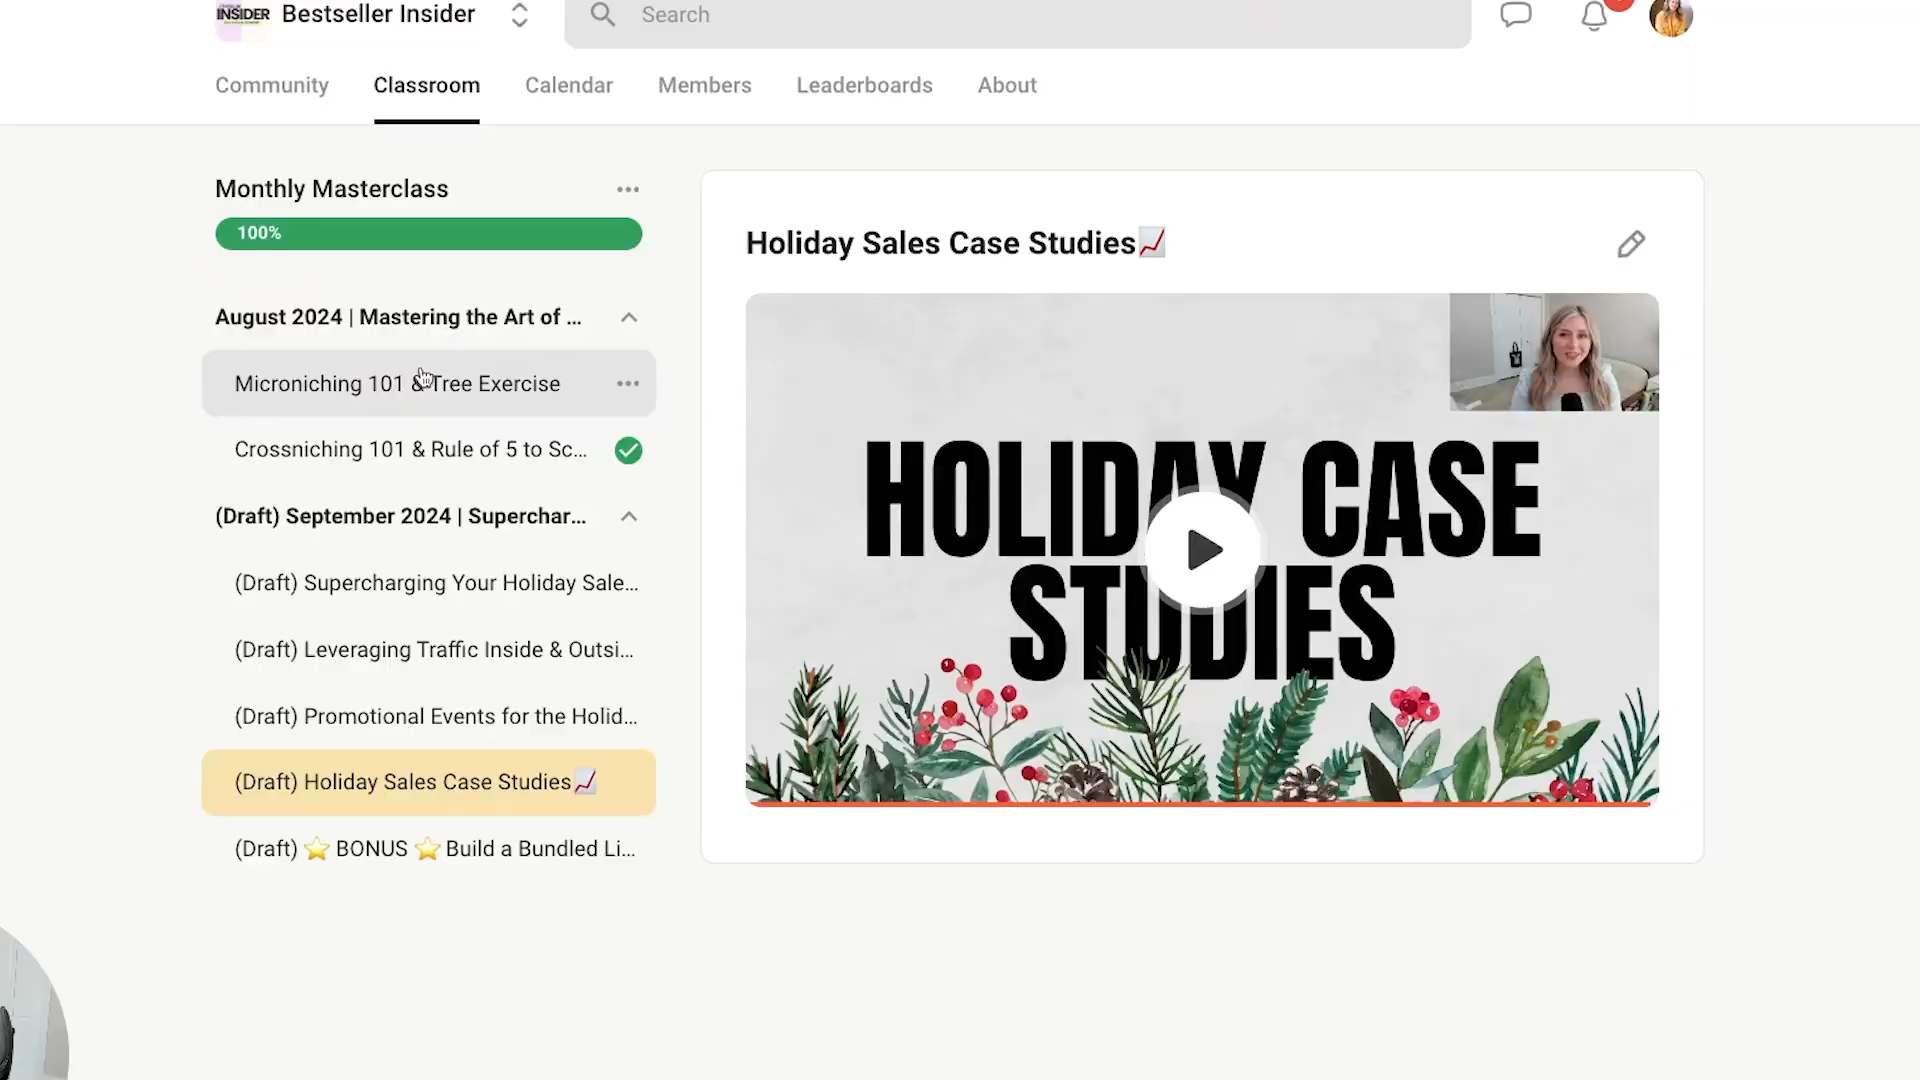 INSIDER
Bestseller Insider
Search
Community
Classroom
Calendar
Members
Leaderboards
About
Monthly Masterclass
100%
August 2024 | Mastering the Art of ...
Microniching 101 & Tree Exercise
Crossniching 101 & Rule of 5 to Sc...
(Draft) September 2024 | Superchar...
(Draft) Supercharging Your Holiday Sale...
(Draft) Leveraging Traffic Inside & Outsi...
(Draft) Promotional Events for the Holid...
(Draft) Holiday Sales Case Studies📈
(Draft) ⭐ BONUS ⭐ Build a Bundled Li...
Holiday Sales Case Studies📈
HOLIDAY CASE
STUDIES